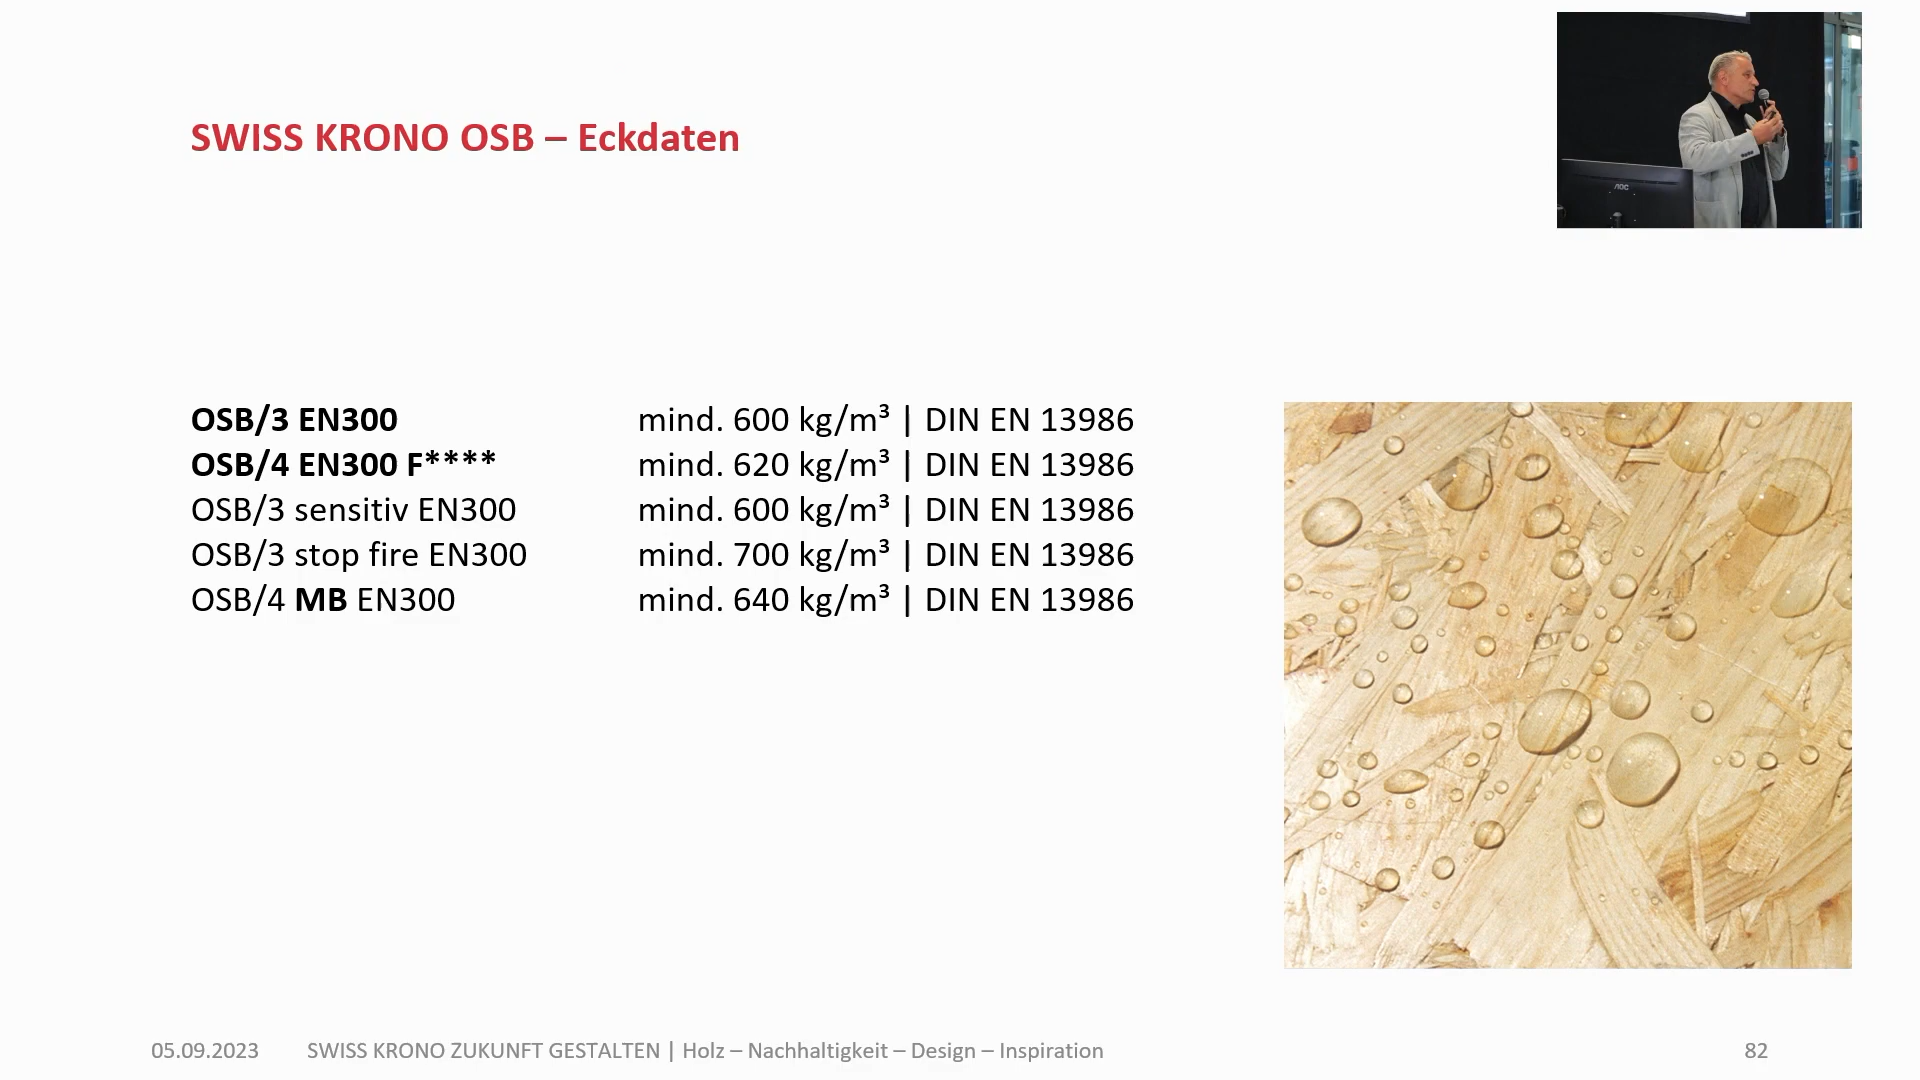 SWISS KRONO OSB – Eckdaten
AOC
OSB/3 EN300 mind. 600 kg/m³ | DIN EN 13986
OSB/4 EN300 F**** mind. 620 kg/m³ | DIN EN 13986
OSB/3 sensitiv EN300 mind. 600 kg/m³ | DIN EN 13986
OSB/3 stop fire EN300 mind. 700 kg/m³ | DIN EN 13986
OSB/4 MB EN300 mind. 640 kg/m³ | DIN EN 13986
05.09.2023 SWISS KRONO ZUKUNFT GESTALTEN | Holz – Nachhaltigkeit – Design – Inspiration 82